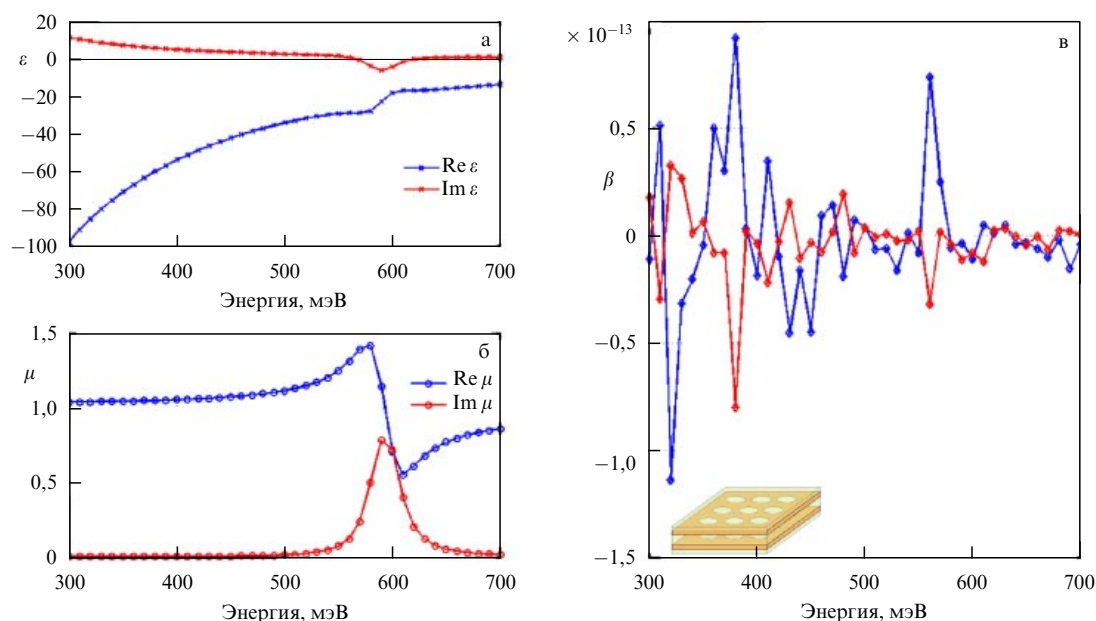 20
а
ε 0
−20
−40
−60
−80
−100
Re ε
Im ε
300 400 500 600 700
Энергия, мэВ
1,5
б
μ
1,0
0,5
0
Re μ
Im μ
300 400 500 600 700
Энергия, мэВ
× 10−13
в
0,5
β
0
−0,5
−1,0
−1,5
300 400 500 600 700
Энергия, мэВ